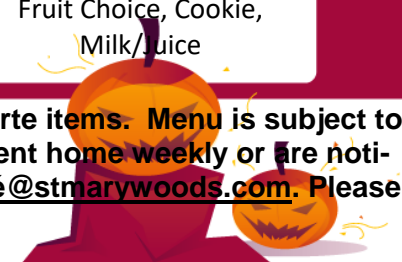 Fruit Choice, Cookie,
Milk/Juice
rte items.  Menu is subject to
ent home weekly or are noti-
é@stmarywoods.com. Please